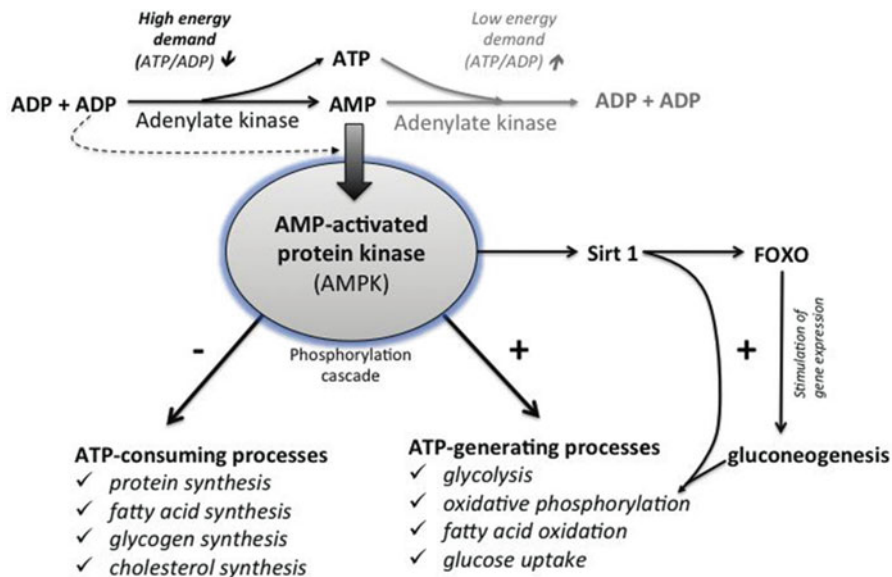 High energy
demand
(ATP/ADP) ↓
Low energy
demand
(ATP/ADP) ↑
ATP
ADP + ADP
AMP
ADP + ADP
Adenylate kinase
Adenylate kinase
AMP-activated
protein kinase
(AMPK)
Sirt 1
FOXO
Phosphorylation
cascade
-
+
+
Stimulation of
gene expression
gluconeogenesis
ATP-consuming processes
✓ protein synthesis
✓ fatty acid synthesis
✓ glycogen synthesis
✓ cholesterol synthesis
ATP-generating processes
✓ glycolysis
✓ oxidative phosphorylation
✓ fatty acid oxidation
✓ glucose uptake